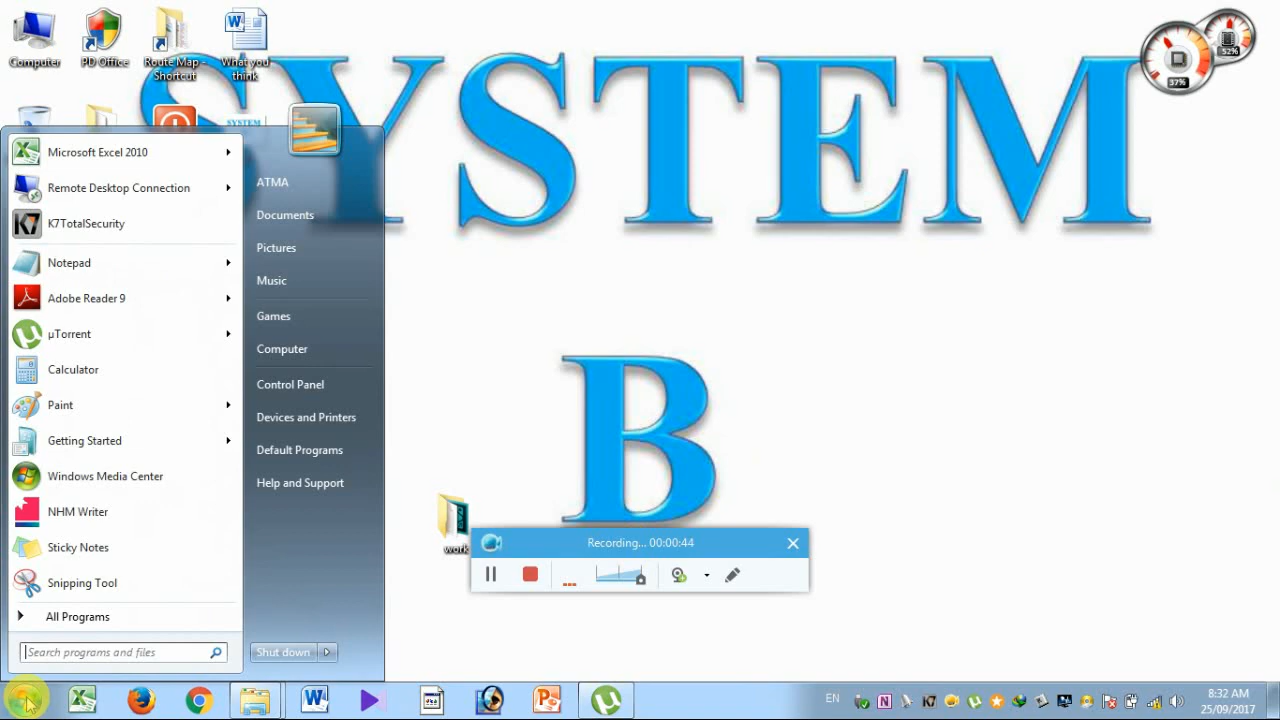 Computer
PD Office
Route Map - Shortcut
What you think
SYSTEM
B
52%
37%
SYSTEM
Microsoft Excel 2010
Remote Desktop Connection
K7TotalSecurity
Notepad
Adobe Reader 9
µTorrent
Calculator
Paint
Getting Started
Windows Media Center
NHM Writer
Sticky Notes
Snipping Tool
All Programs
Search programs and files
ATMA
Documents
Pictures
Music
Games
Computer
Control Panel
Devices and Printers
Default Programs
Help and Support
Shut down
work
Recording... 00:00:44
EN
8:32 AM
25/09/2017